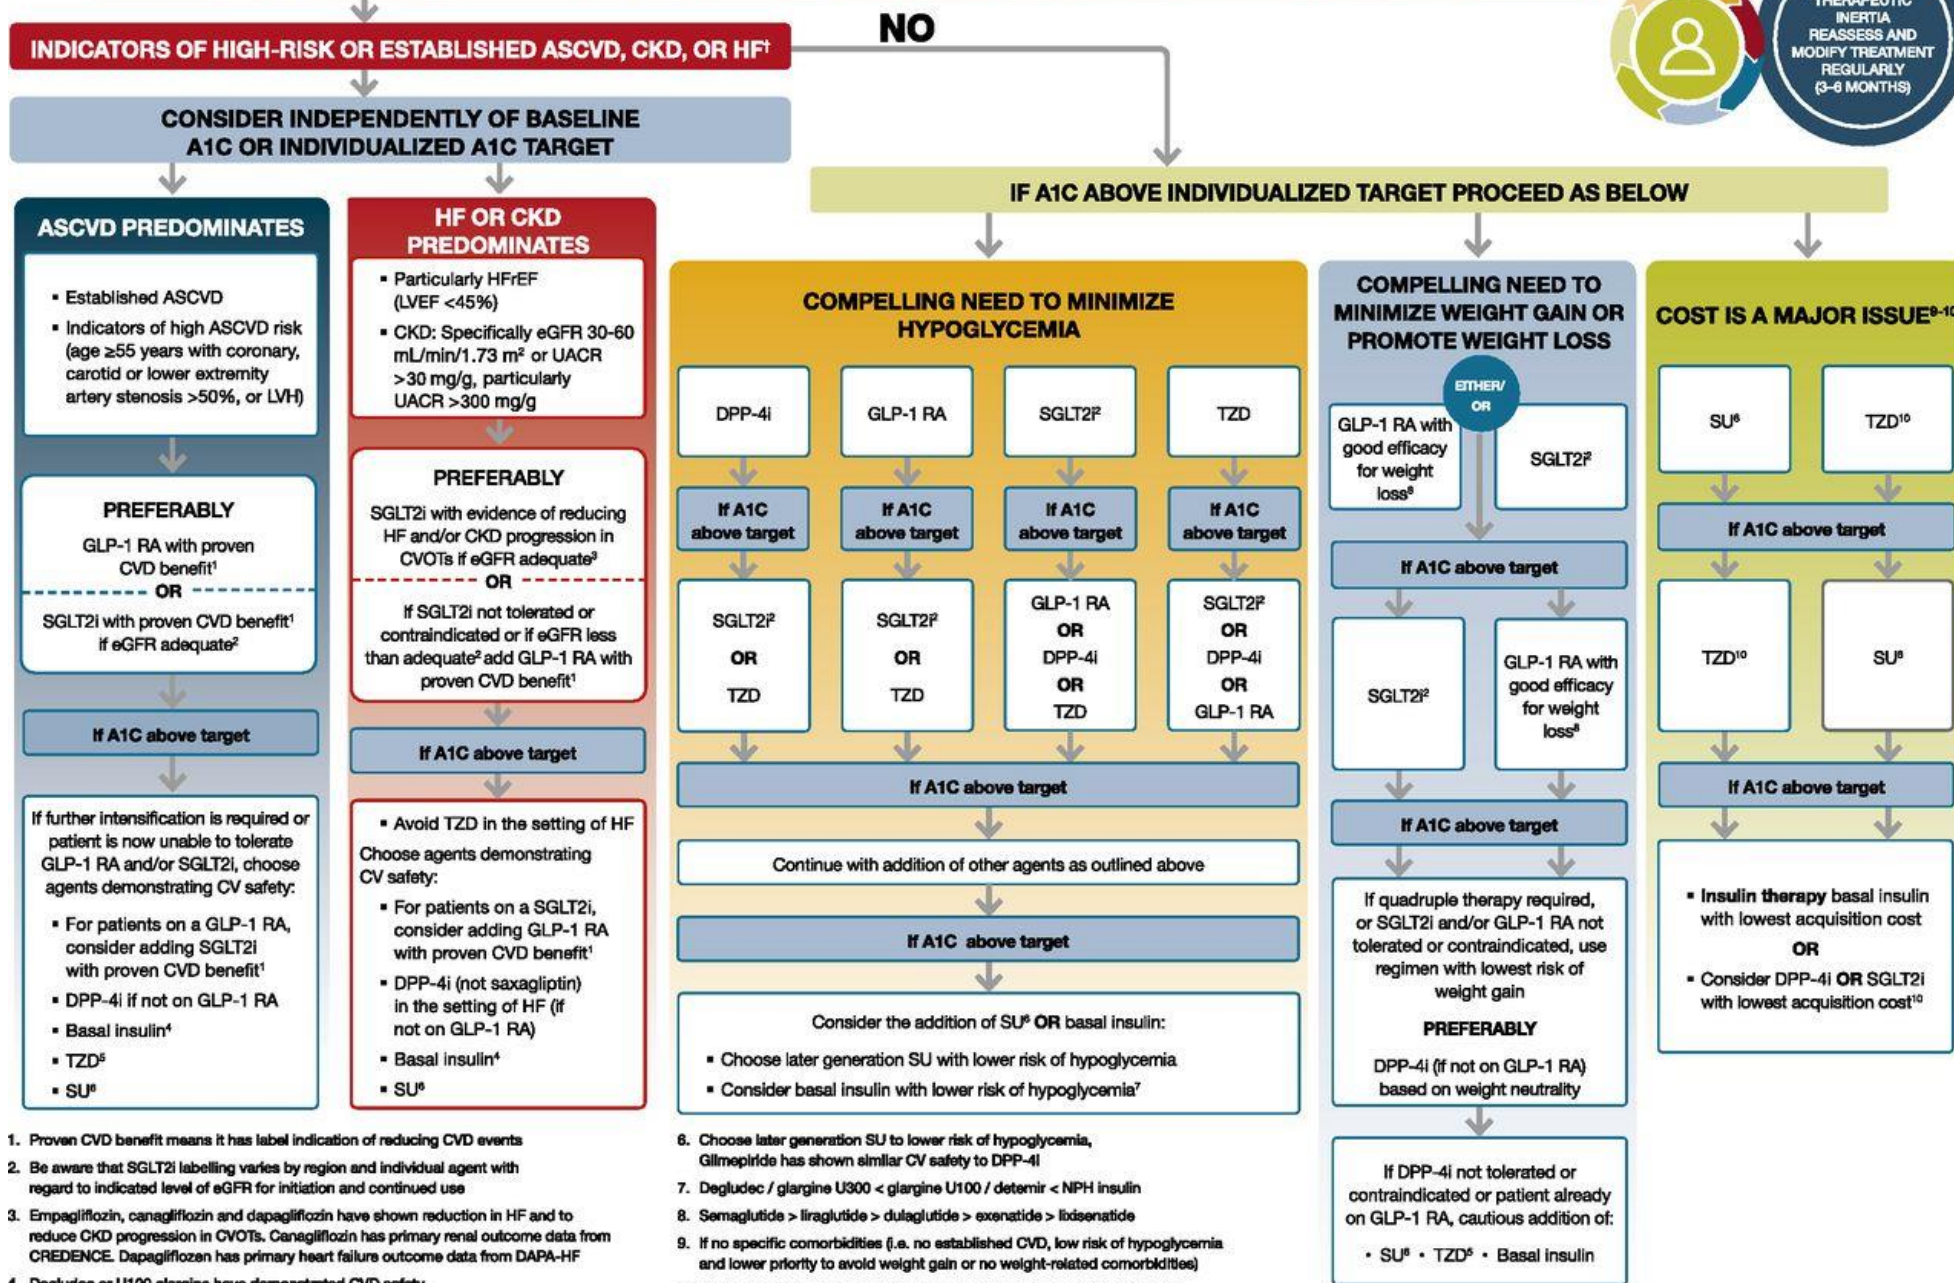 THERAPEUTIC
INERTIA
REASSESS AND
MODIFY TREATMENT
REGULARLY
(3–6 MONTHS)
NO
INDICATORS OF HIGH-RISK OR ESTABLISHED ASCVD, CKD, OR HF†
CONSIDER INDEPENDENTLY OF BASELINE
A1C OR INDIVIDUALIZED A1C TARGET
IF A1C ABOVE INDIVIDUALIZED TARGET PROCEED AS BELOW
ASCVD PREDOMINATES
▪ Established ASCVD
▪ Indicators of high ASCVD risk
(age ≥55 years with coronary,
carotid or lower extremity
artery stenosis >50%, or LVH)
PREFERABLY
GLP-1 RA with proven
CVD benefit¹
OR
SGLT2i with proven CVD benefit¹
if eGFR adequate²
If A1C above target
If further intensification is required or
patient is now unable to tolerate
GLP-1 RA and/or SGLT2i, choose
agents demonstrating CV safety:
▪ For patients on a GLP-1 RA,
consider adding SGLT2i
with proven CVD benefit¹
▪ DPP-4i if not on GLP-1 RA
▪ Basal insulin⁴
▪ TZD⁵
▪ SU⁶
HF OR CKD
PREDOMINATES
▪ Particularly HFrEF
(LVEF <45%)
▪ CKD: Specifically eGFR 30-60
mL/min/1.73 m² or UACR
>30 mg/g, particularly
UACR >300 mg/g
PREFERABLY
SGLT2i with evidence of reducing
HF and/or CKD progression in
CVOTs if eGFR adequate³
OR
If SGLT2i not tolerated or
contraindicated or if eGFR less
than adequate² add GLP-1 RA with
proven CVD benefit¹
If A1C above target
▪ Avoid TZD in the setting of HF
Choose agents demonstrating
CV safety:
▪ For patients on a SGLT2i,
consider adding GLP-1 RA
with proven CVD benefit¹
▪ DPP-4i (not saxagliptin)
in the setting of HF (if
not on GLP-1 RA)
▪ Basal insulin⁴
▪ SU⁶
COMPELLING NEED TO MINIMIZE
HYPOGLYCEMIA
DPP-4i
GLP-1 RA
SGLT2i²
TZD
If A1C
above target
If A1C
above target
If A1C
above target
If A1C
above target
SGLT2i²
OR
TZD
SGLT2i²
OR
TZD
GLP-1 RA
OR
DPP-4i
OR
TZD
SGLT2i²
OR
DPP-4i
OR
GLP-1 RA
If A1C above target
Continue with addition of other agents as outlined above
If A1C above target
Consider the addition of SU⁶ OR basal insulin:
▪ Choose later generation SU with lower risk of hypoglycemia
▪ Consider basal insulin with lower risk of hypoglycemia⁷
COMPELLING NEED TO
MINIMIZE WEIGHT GAIN OR
PROMOTE WEIGHT LOSS
EITHER/
OR
GLP-1 RA with
good efficacy
for weight
loss⁸
SGLT2i²
If A1C above target
SGLT2i²
GLP-1 RA with
good efficacy
for weight
loss⁸
If A1C above target
If quadruple therapy required,
or SGLT2i and/or GLP-1 RA not
tolerated or contraindicated, use
regimen with lowest risk of
weight gain
PREFERABLY
DPP-4i (if not on GLP-1 RA)
based on weight neutrality
If DPP-4i not tolerated or
contraindicated or patient already
on GLP-1 RA, cautious addition of:
• SU⁶ • TZD⁵ • Basal insulin
COST IS A MAJOR ISSUE⁹⁻¹⁰
SU⁶
TZD¹⁰
If A1C above target
TZD¹⁰
SU⁶
If A1C above target
▪ Insulin therapy basal insulin
with lowest acquisition cost
OR
▪ Consider DPP-4i OR SGLT2i
with lowest acquisition cost¹⁰
1. Proven CVD benefit means it has label indication of reducing CVD events
2. Be aware that SGLT2i labelling varies by region and individual agent with
regard to indicated level of eGFR for initiation and continued use
3. Empagliflozin, canagliflozin and dapagliflozin have shown reduction in HF and to
reduce CKD progression in CVOTs. Canagliflozin has primary renal outcome data from
CREDENCE. Dapagliflozen has primary heart failure outcome data from DAPA-HF
4. Degludec or U100 glargine have demonstrated CVD safety
6. Choose later generation SU to lower risk of hypoglycemia,
Glimepiride has shown similar CV safety to DPP-4i
7. Degludec / glargine U300 < glargine U100 / detemir < NPH insulin
8. Semaglutide > liraglutide > dulaglutide > exenatide > lixisenatide
9. If no specific comorbidities (i.e. no established CVD, low risk of hypoglycemia
and lower priority to avoid weight gain or no weight-related comorbidities)